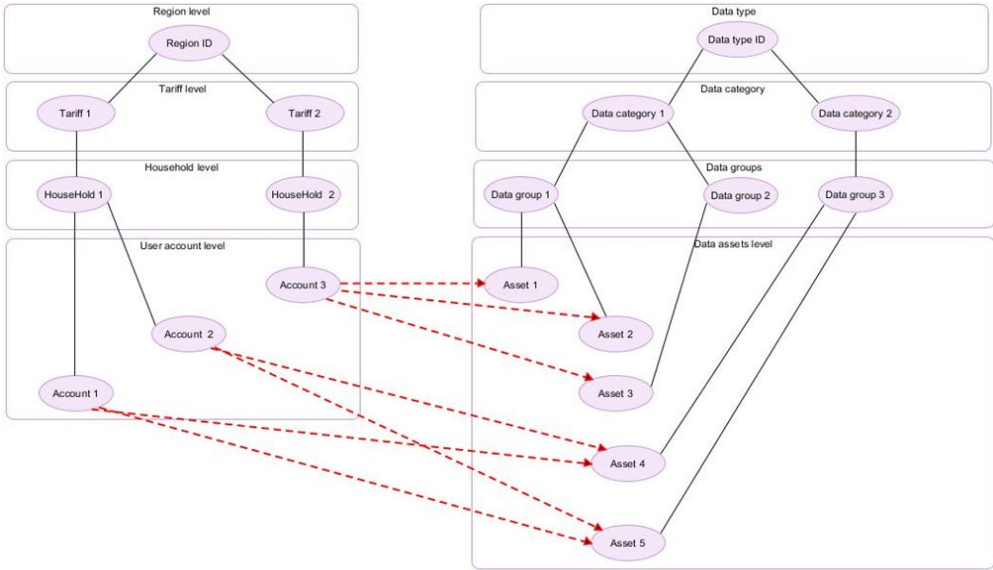 Region level
Region ID
Tariff level
Tariff 1
Tariff 2
Household level
HouseHold 1
HouseHold 2
User account level
Account 3
Account 2
Account 1
Data type
Data type ID
Data category
Data category 1
Data category 2
Data groups
Data group 1
Data group 2
Data group 3
Data assets level
Asset 1
Asset 2
Asset 3
Asset 4
Asset 5